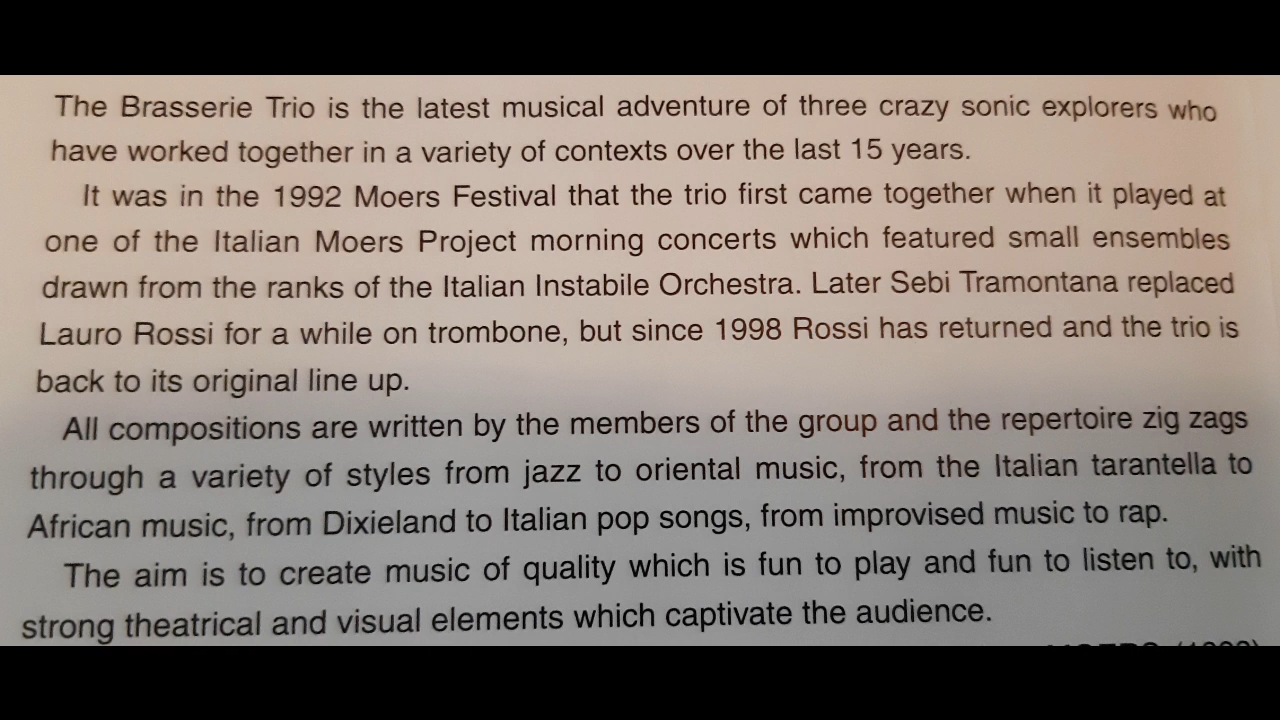 The Brasserie Trio is the latest musical adventure of three crazy sonic explorers who
have worked together in a variety of contexts over the last 15 years.
It was in the 1992 Moers Festival that the trio first came together when it played at
one of the Italian Moers Project morning concerts which featured small ensembles
drawn from the ranks of the Italian Instabile Orchestra. Later Sebi Tramontana replaced
Lauro Rossi for a while on trombone, but since 1998 Rossi has returned and the trio is
back to its original line up.
All compositions are written by the members of the group and the repertoire zig zags
through a variety of styles from jazz to oriental music, from the Italian tarantella to
African music, from Dixieland to Italian pop songs, from improvised music to rap.
The aim is to create music of quality which is fun to play and fun to listen to, with
strong theatrical and visual elements which captivate the audience.